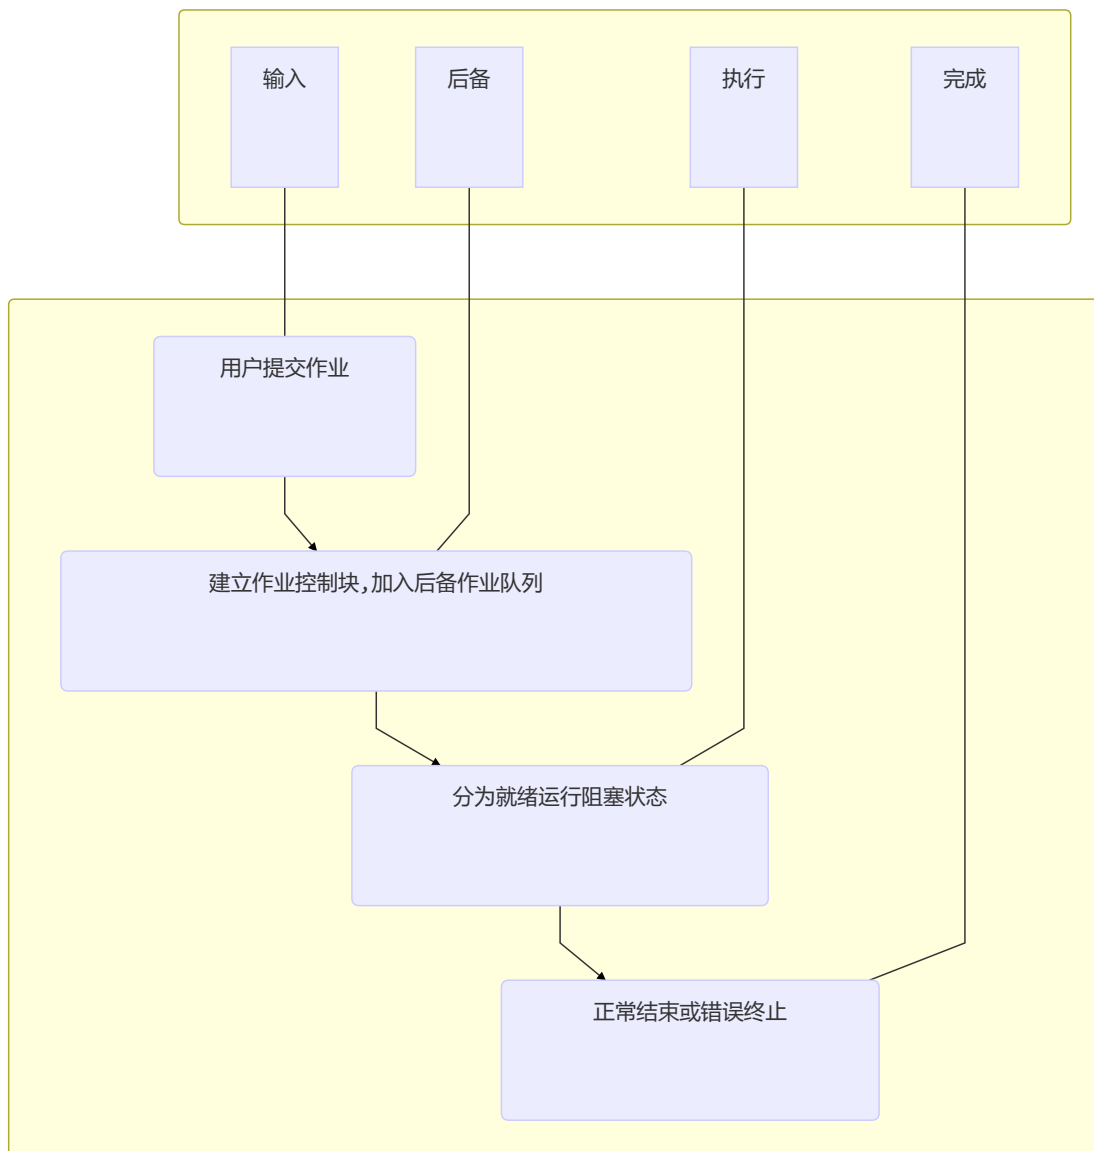 输入
后备
执行
完成
用户提交作业
建立作业控制块,加入后备作业队列
分为就绪运行阻塞状态
正常结束或错误终止